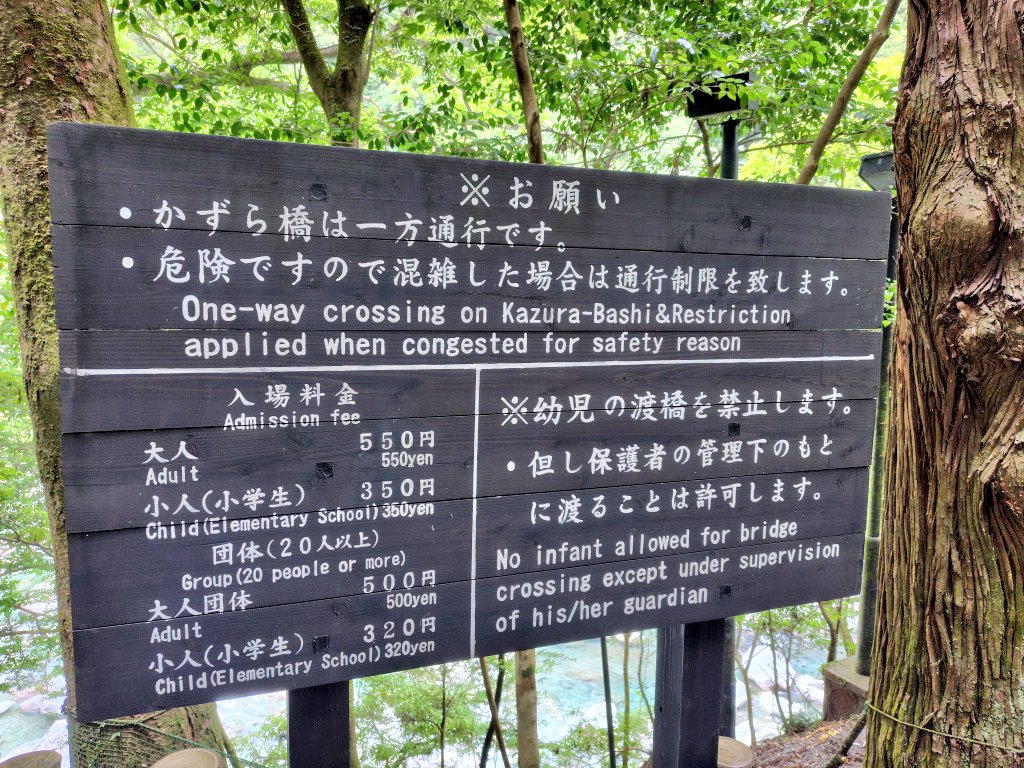 ※お願い
・かずら橋は一方通行です。
・危険ですので混雑した場合は通行制限を致します。
One-way crossing on Kazura-Bashi&Restriction
applied when congested for safety reason
入場料金
Admission fee
大人 550円
Adult 550yen
小人(小学生) 350円
Child(Elementary School)350yen
団体(20人以上)
Group(20 people or more)
大人団体 500円
Adult 500yen
小人(小学生) 320円
Child(Elementary School)320yen
※幼児の渡橋を禁止します。
・但し保護者の管理下のもと
に渡ることは許可します。
No infant allowed for bridge
crossing except under supervision
of his/her guardian